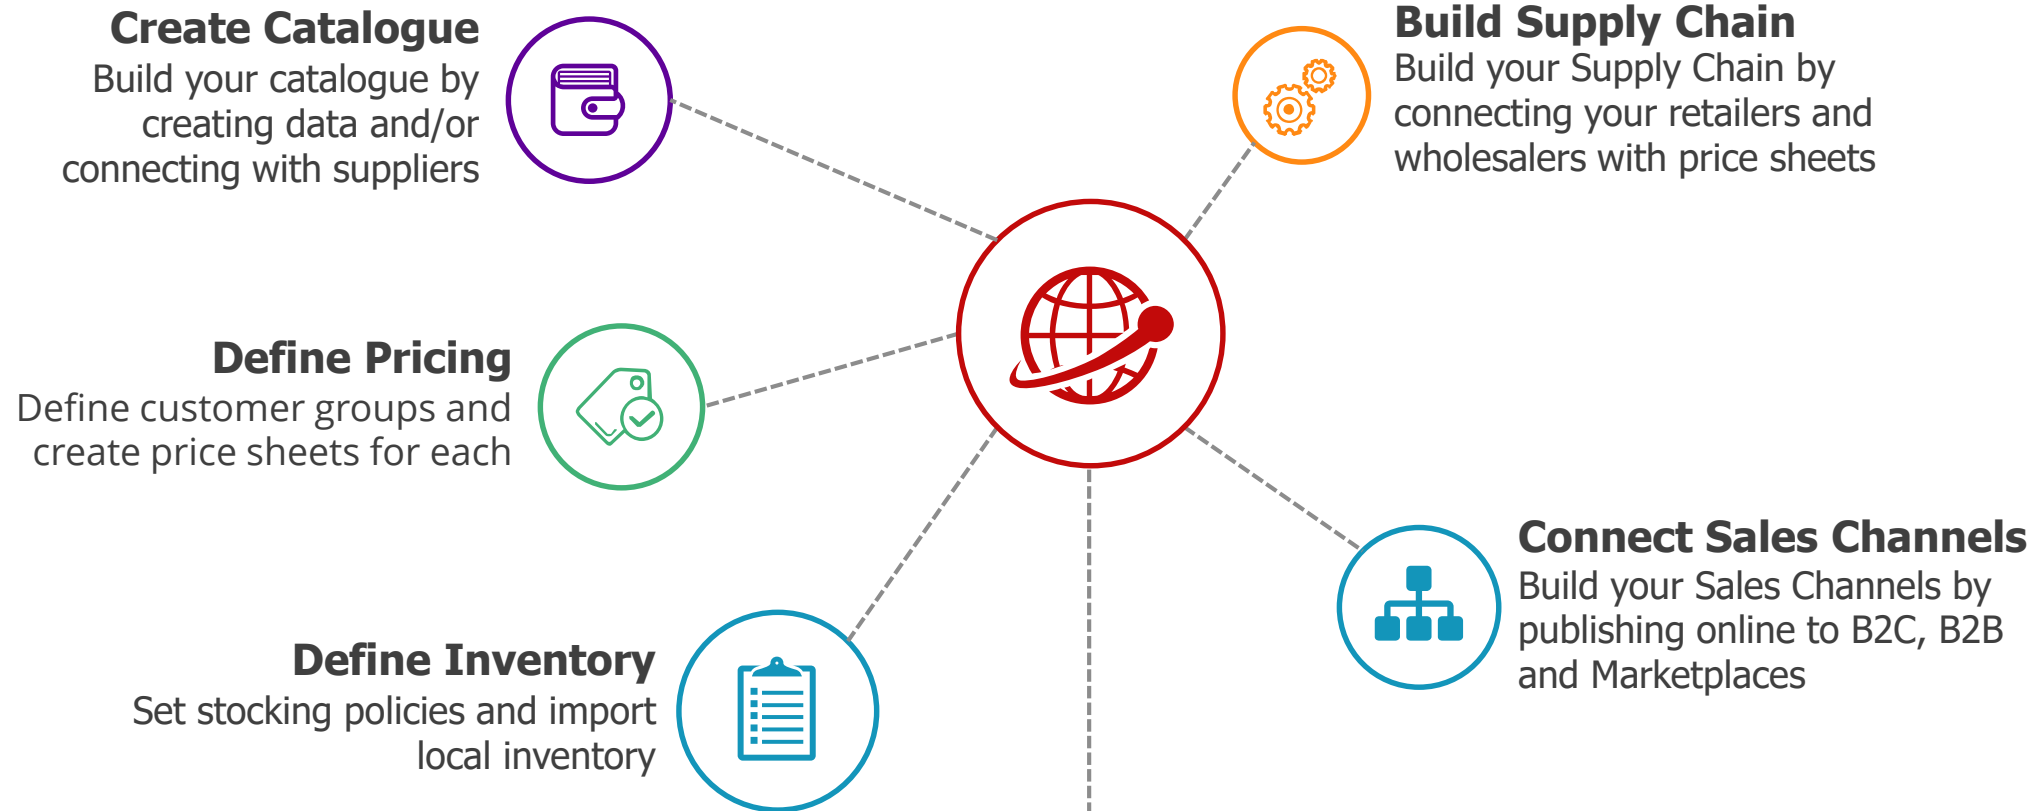 Create Catalogue
Build your catalogue by
creating data and/or
connecting with suppliers
Build Supply Chain
Build your Supply Chain by
connecting your retailers and
wholesalers with price sheets
Define Pricing
Define customer groups and
create price sheets for each
Connect Sales Channels
Build your Sales Channels by
publishing online to B2C, B2B
and Marketplaces
Define Inventory
Set stocking policies and import
local inventory